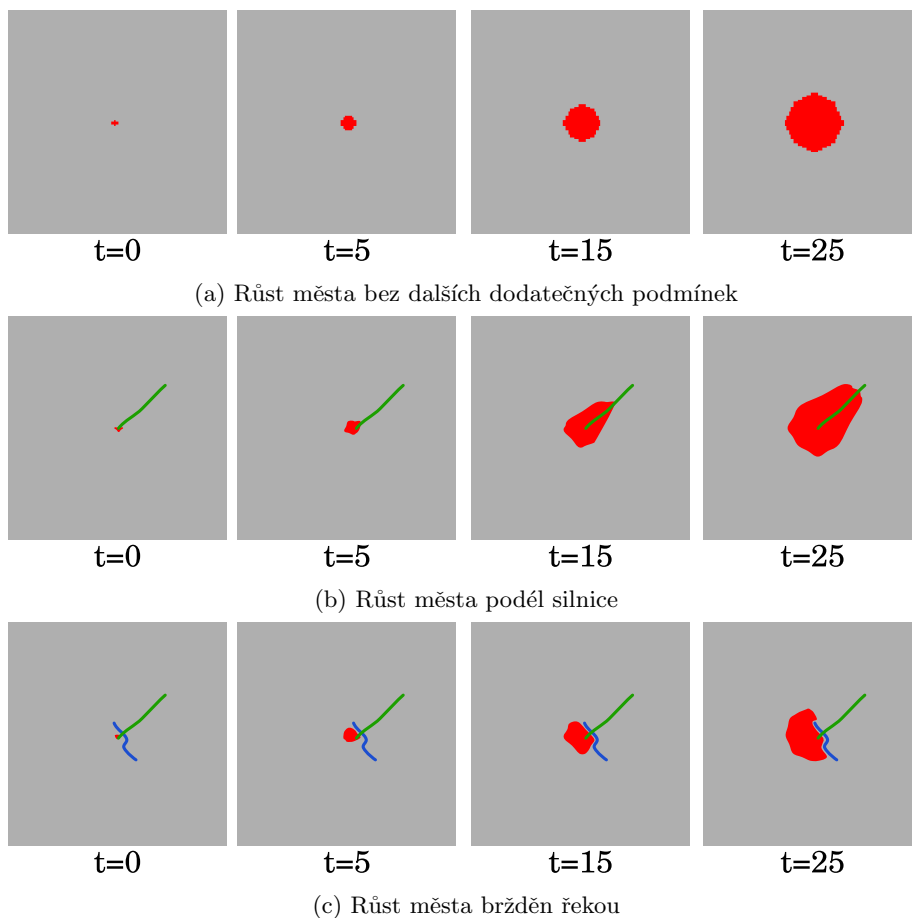 t=0 t=5 t=15 t=25
(a) Růst města bez dalších dodatečných podmínek
t=0 t=5 t=15 t=25
(b) Růst města podél silnice
t=0 t=5 t=15 t=25
(c) Růst města bržděn řekou